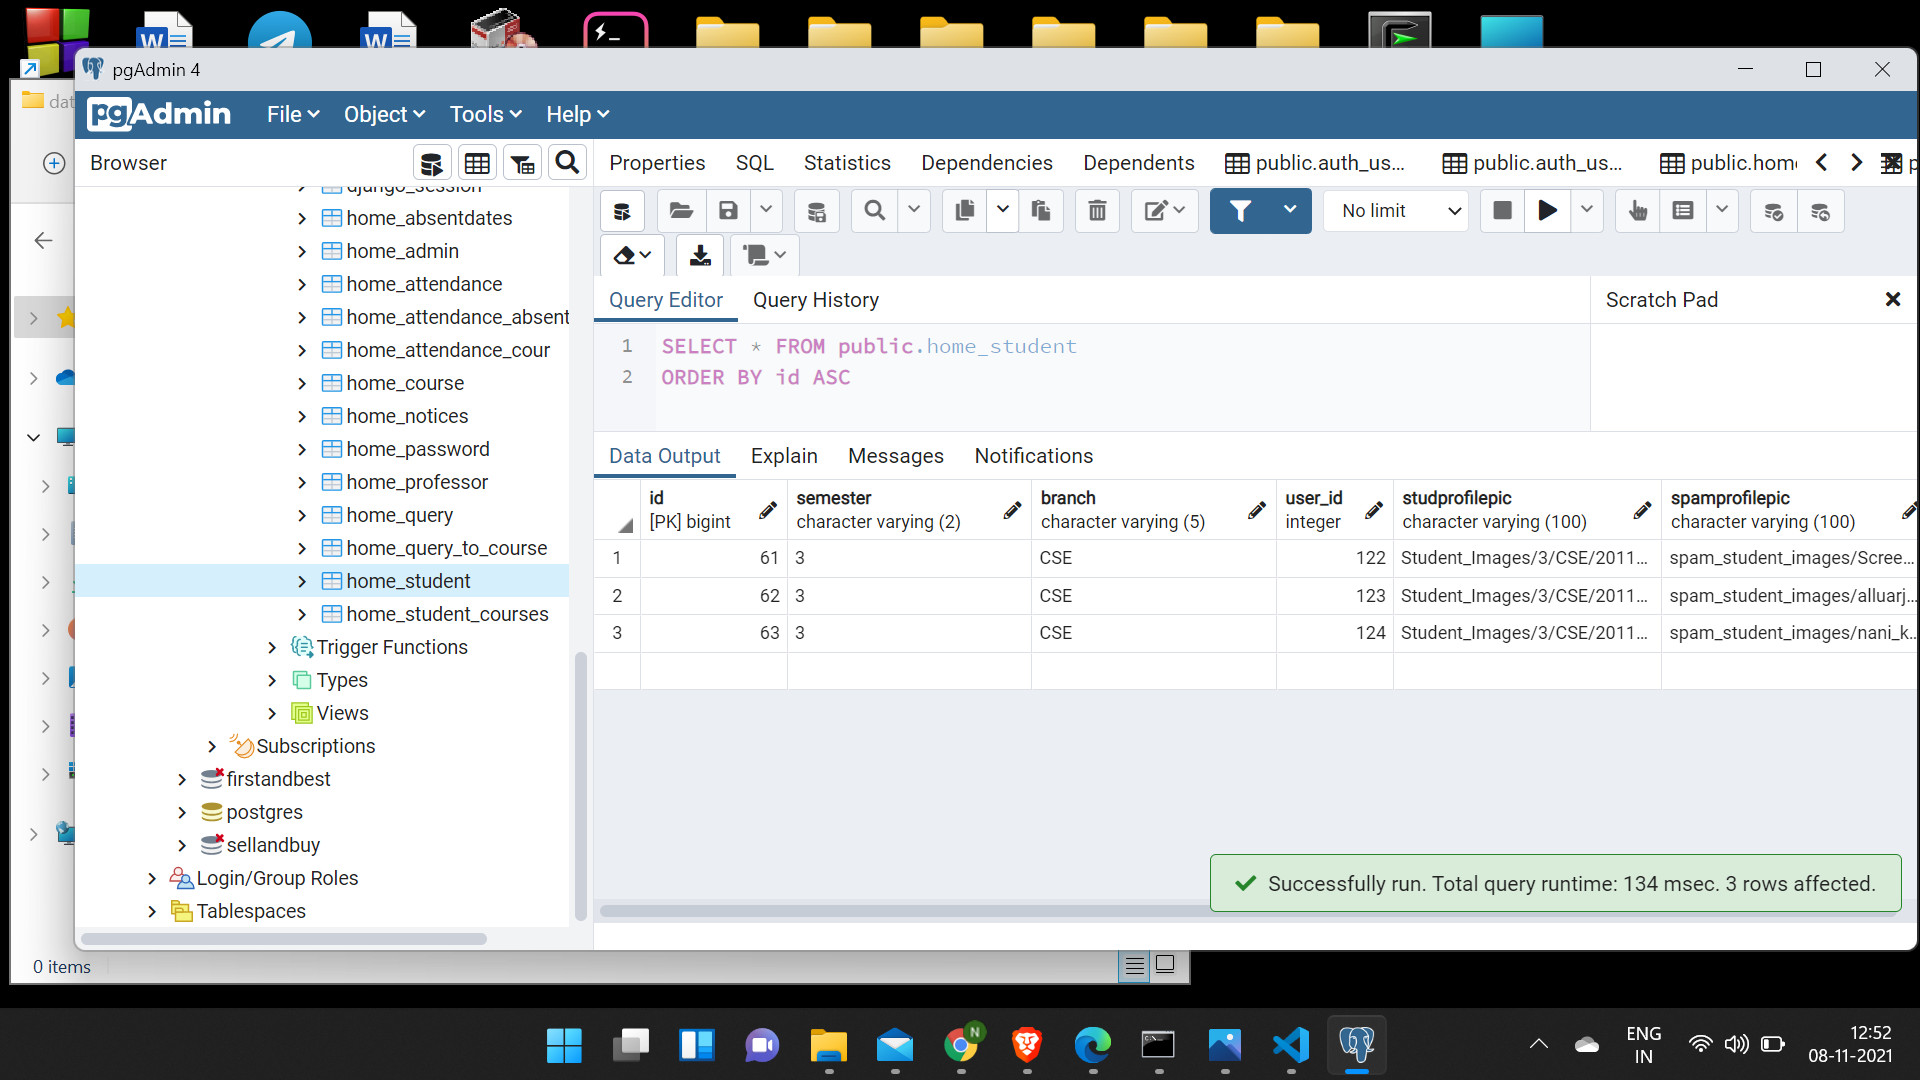 pgAdmin 4
dat
pgAdmin File Object Tools Help
Browser
Properties SQL Statistics Dependencies Dependents public.auth_us... public.auth_us... public.hom
django_session
home_absentdates
home_admin
home_attendance
home_attendance_absent
home_attendance_cour
home_course
home_notices
home_password
home_professor
home_query
home_query_to_course
home_student
home_student_courses
Trigger Functions
Types
Views
Subscriptions
firstandbest
postgres
sellandbuy
Login/Group Roles
Tablespaces
No limit
Query Editor Query History
Scratch Pad
1 SELECT * FROM public.home_student
2 ORDER BY id ASC
Data Output Explain Messages Notifications
id semester branch user_id studprofilepic spamprofilepic
[PK] bigint character varying (2) character varying (5) integer character varying (100) character varying (100)
1 61 3 CSE 122 Student_Images/3/CSE/2011... spam_student_images/Scree...
2 62 3 CSE 123 Student_Images/3/CSE/2011... spam_student_images/alluarj...
3 63 3 CSE 124 Student_Images/3/CSE/2011... spam_student_images/nani_k...
Successfully run. Total query runtime: 134 msec. 3 rows affected.
0 items
N
ENG
IN
12:52
08-11-2021